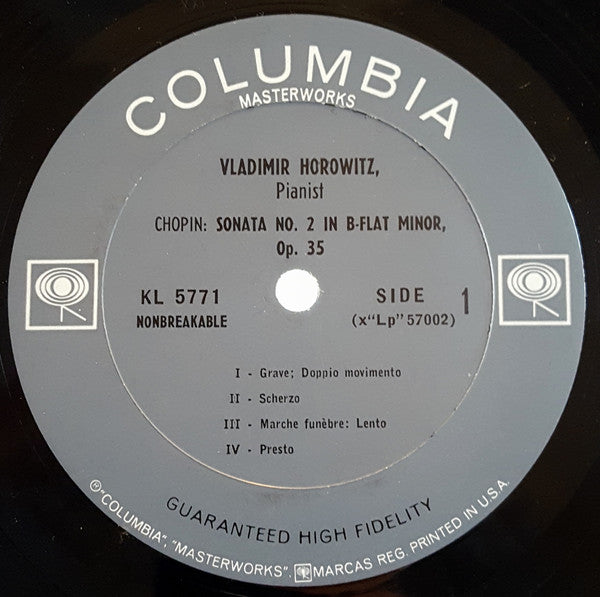 COLUMBIA
MASTERWORKS
VLADIMIR HOROWITZ,
Pianist
CHOPIN: SONATA NO. 2 IN B-FLAT MINOR,
Op. 35
KL 5771
NONBREAKABLE
SIDE 1
(x"Lp" 57002)
I - Grave; Doppio movimento
II - Scherzo
III - Marche funèbre: Lento
IV - Presto
GUARANTEED HIGH FIDELITY
℗"COLUMBIA", "MASTERWORKS". MARCAS REG. PRINTED IN U.S.A.